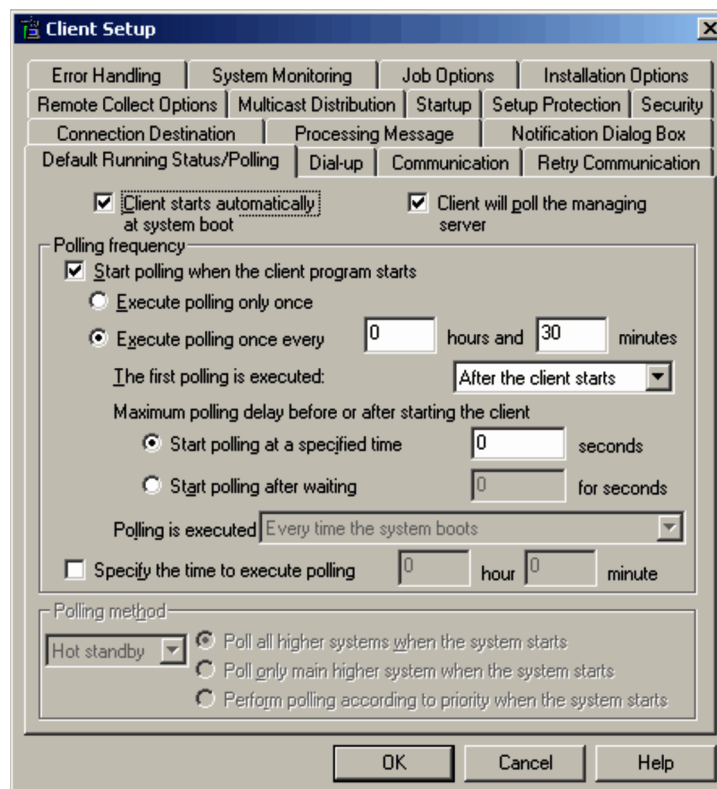 Client Setup
Error Handling
System Monitoring
Job Options
Installation Options
Remote Collect Options
Multicast Distribution
Startup
Setup Protection
Security
Connection Destination
Processing Message
Notification Dialog Box
Default Running Status/Polling
Dial-up
Communication
Retry Communication
Client starts automatically
at system boot
Client will poll the managing
server
Polling frequency
Start polling when the client program starts
Execute polling only once
Execute polling once every 0 hours and 30 minutes
The first polling is executed: After the client starts
Maximum polling delay before or after starting the client
Start polling at a specified time 0 seconds
Start polling after waiting 0 for seconds
Polling is executed Every time the system boots
Specify the time to execute polling 0 hour 0 minute
Polling method
Hot standby
Poll all higher systems when the system starts
Poll only main higher system when the system starts
Perform polling according to priority when the system starts
OK
Cancel
Help